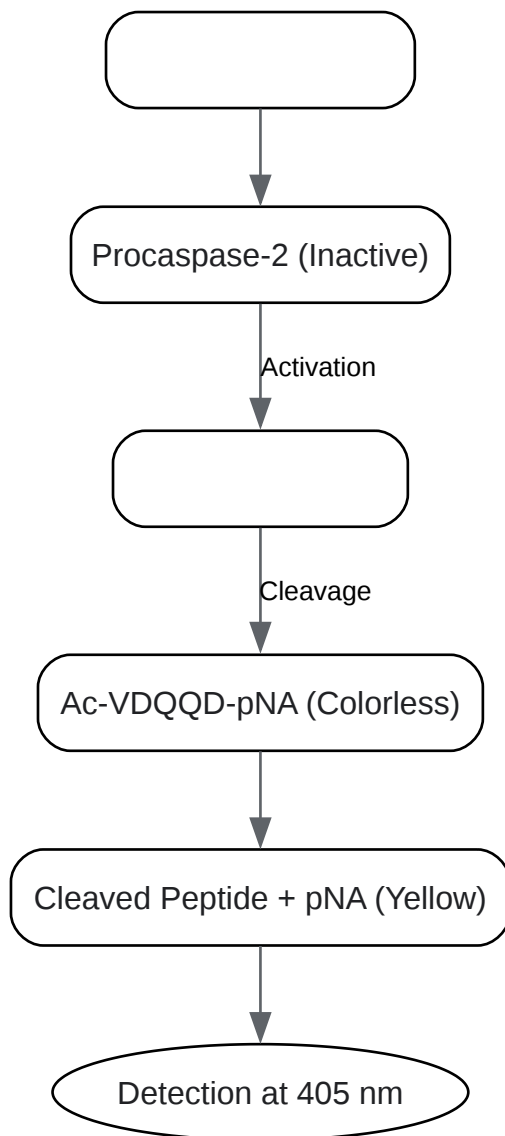 Procaspase-2 (Inactive)
Activation
Cleavage
Ac-VDQQD-pNA (Colorless)
Cleaved Peptide + pNA (Yellow)
Detection at 405 nm